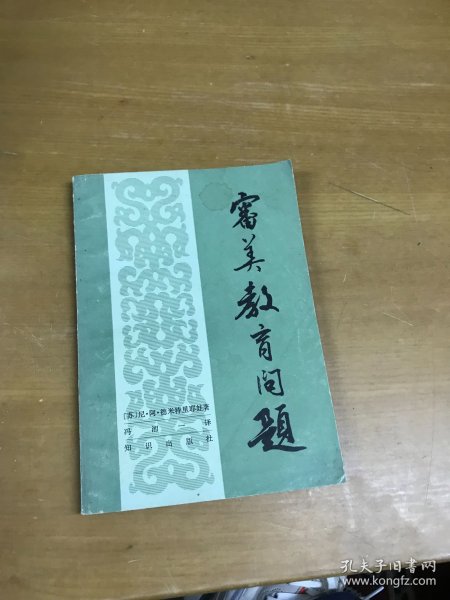 審美教育问題
〔苏〕尼·阿·德米特里耶娃著
冯湘一译
知识出版社
孔夫子旧书网
www.kongfz.com